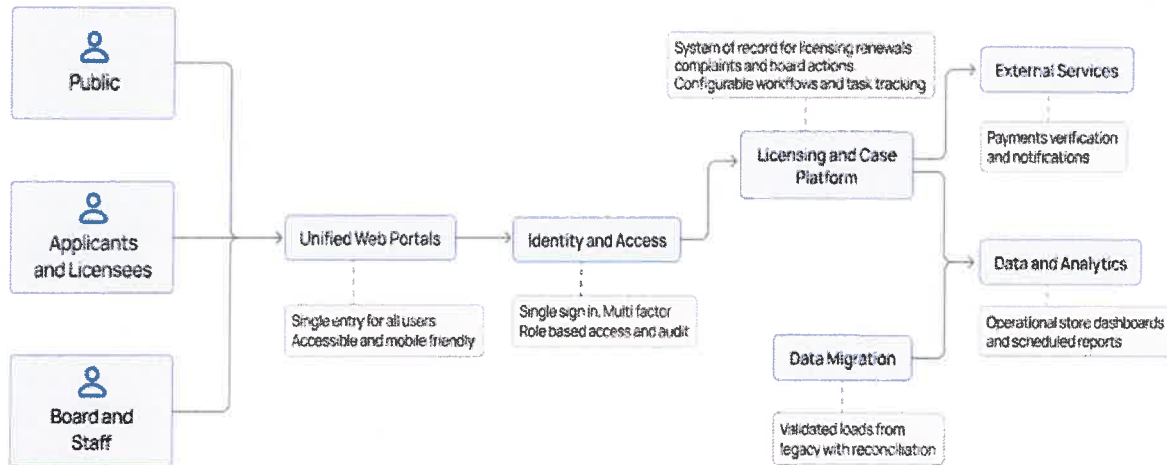 Public
Applicants
and Licensees
Board and
Staff
Unified Web Portals
Single entry for all users
Accessible and mobile friendly
Identity and Access
Single sign in. Multi factor
Role based access and audit
System of record for licensing renewals
complaints and board actions.
Configurable workflows and task tracking
Licensing and Case
Platform
External Services
Payments verification
and notifications
Data and Analytics
Operational store dashboards
and scheduled reports
Data Migration
Validated loads from
legacy with reconciliation